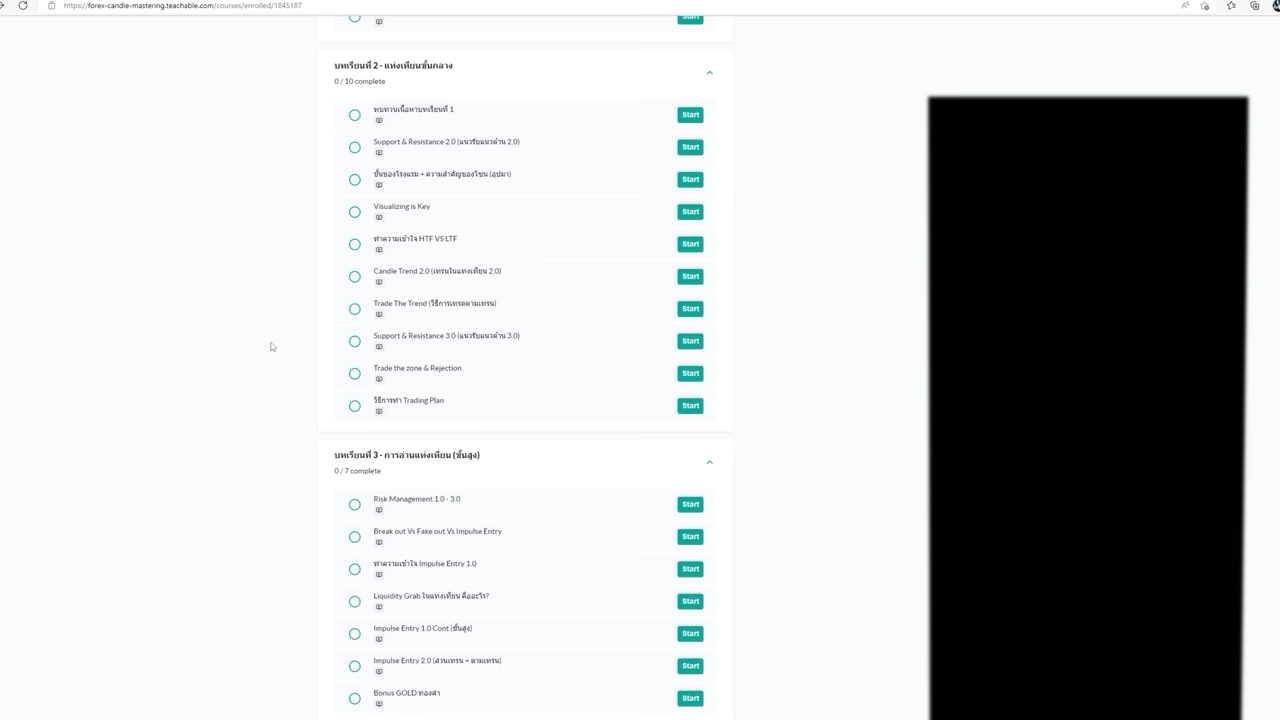 https://forex-candle-mastering.teachable.com/courses/enrolled/1845187
Start
บทเรียนที่ 2 - แท่งเทียนขั้นกลาง
0 / 10 complete
ทบทวนเนื้อหาบทเรียนที่ 1
Start
Support & Resistance 2.0 (แนวรับแนวต้าน 2.0)
Start
ชั้นของโรงแรม + ความสำคัญของโซน (อุปมา)
Start
Visualizing is Key
Start
ทำความเข้าใจ HTF VS LTF
Start
Candle Trend 2.0 (เทรนในแท่งเทียน 2.0)
Start
Trade The Trend (วิธีการเทรดตามเทรน)
Start
Support & Resistance 3.0 (แนวรับแนวต้าน 3.0)
Start
Trade the zone & Rejection
Start
วิธีการทำ Trading Plan
Start
บทเรียนที่ 3 - การอ่านแท่งเทียน (ขั้นสูง)
0 / 7 complete
Risk Management 1.0 - 3.0
Start
Break out Vs Fake out Vs Impulse Entry
Start
ทำความเข้าใจ Impulse Entry 1.0
Start
Liquidity Grab ในแท่งเทียน คืออะไร?
Start
Impulse Entry 1.0 Cont (ขั้นสูง)
Start
Impulse Entry 2.0 (สวนเทรน + ตามเทรน)
Start
Bonus GOLD ทองคำ
Start